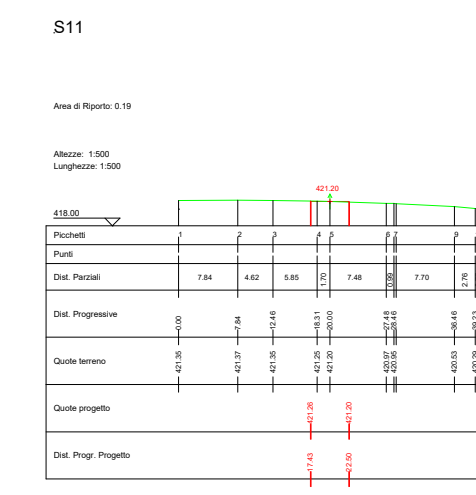 S11
Area di Riporto: 0.19
Altezze: 1:500
Lunghezze: 1:500
421.20
418.00
Picchetti 1 2 3 4 5 6 7 9
Punti
Dist. Parziali 7.84 4.62 5.85 1.70 7.48 0.99 7.70 2.76
Dist. Progressive 0.00 7.84 12.46 18.31 20.00 27.48 28.46 36.46
Quote terreno 421.35 421.37 421.35 421.25 421.20 420.97 420.95 420.53
Quote progetto 421.26 421.20
Dist. Progr. Progetto 17.43 22.50